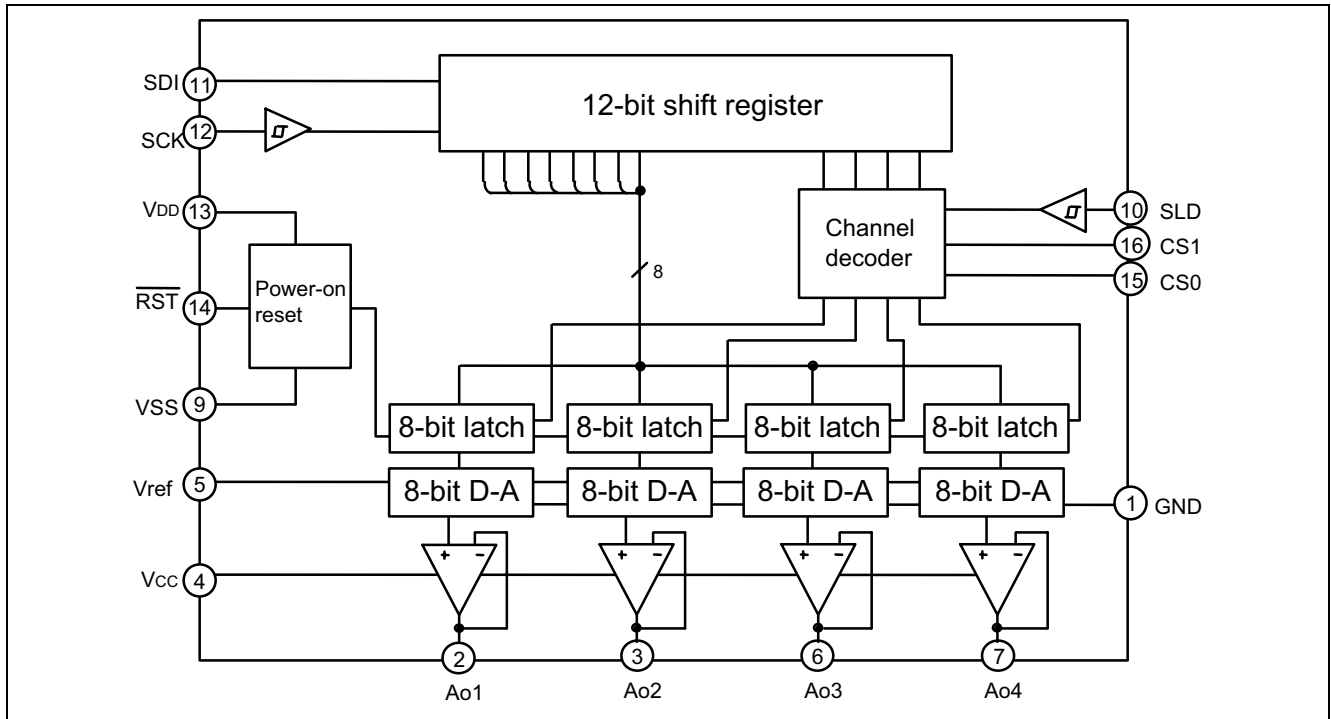 SDI 11
12-bit shift register
SCK 12
VDD 13
10 SLD
Channel
decoder
16 CS1
15 CS0
8
RST 14
Power-on
reset
VSS 9
8-bit latch 8-bit latch 8-bit latch 8-bit latch
Vref 5
8-bit D-A 8-bit D-A 8-bit D-A 8-bit D-A
1 GND
+ − + − + − + −
VCC 4
2 3 6 7
Ao1 Ao2 Ao3 Ao4